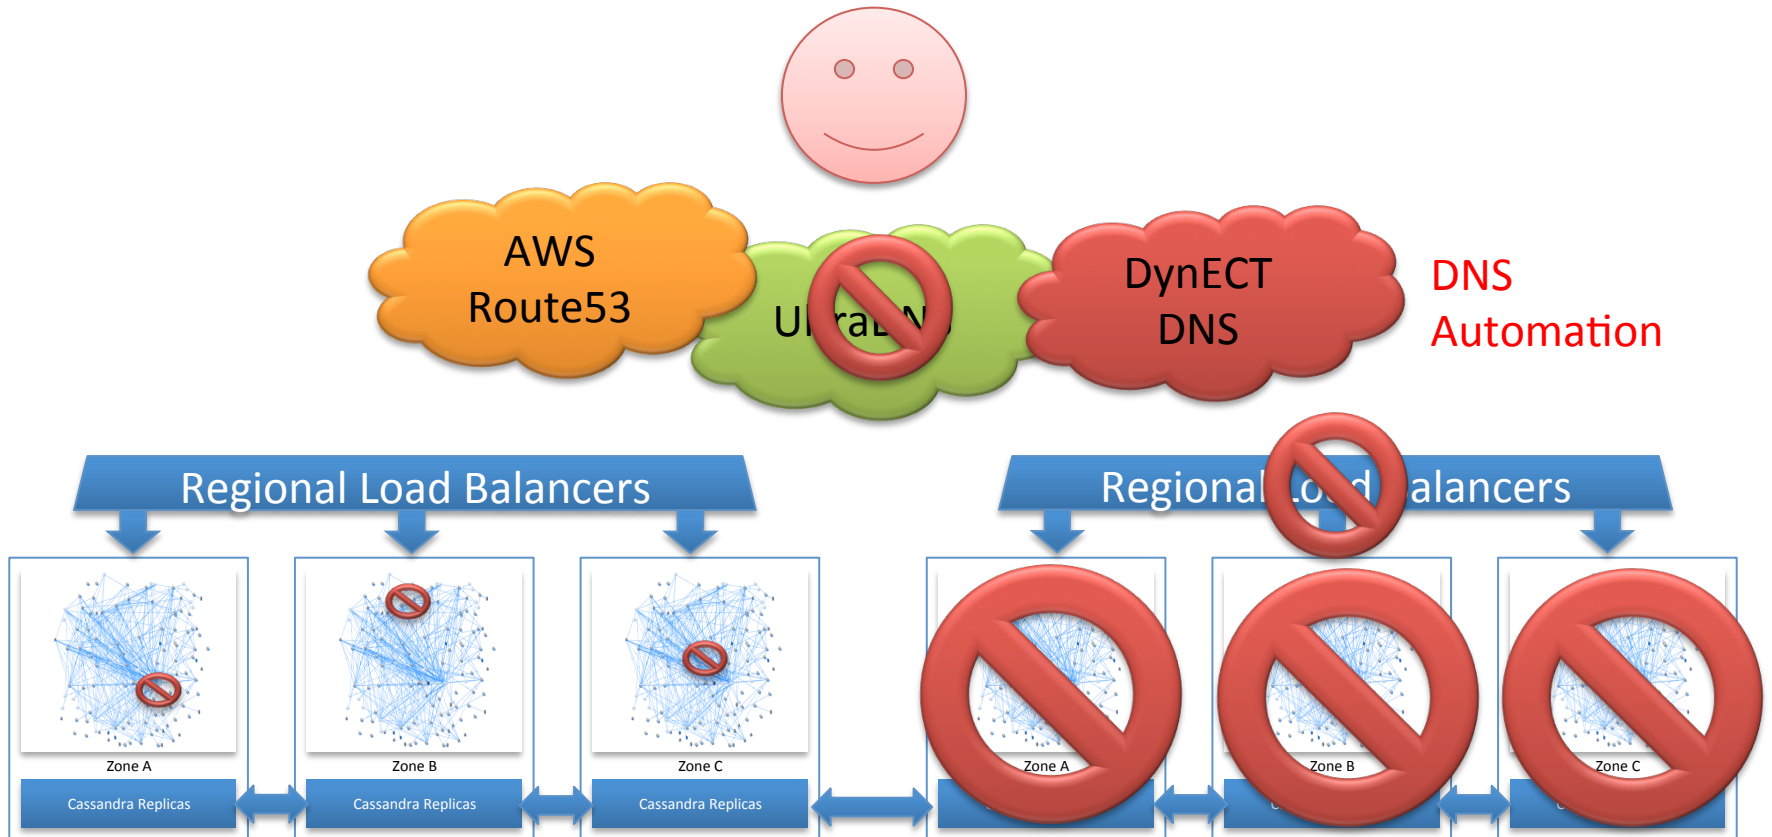 AWS
Route53
DynECT
DNS
DNS
Automation
Regional Load Balancers
Regional
Zone A
Zone B
Zone C
Zone A
Zone B
Zone C
Cassandra Replicas
Cassandra Replicas
Cassandra Replicas